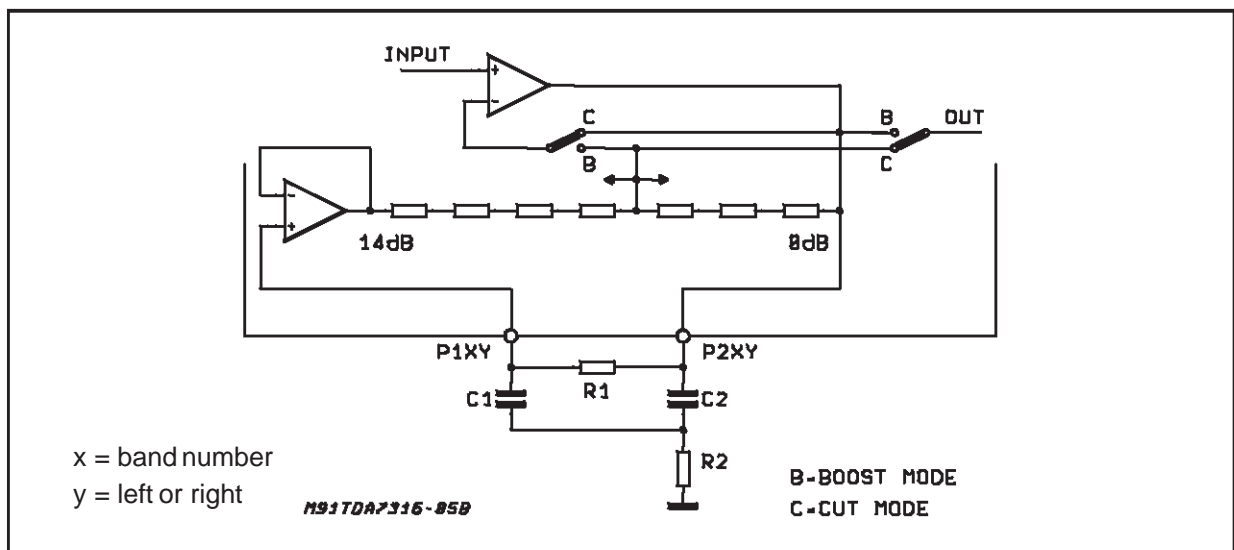 INPUT
+
-
C
B
B
C
OUT
-
+
14dB
0dB
P1XY
P2XY
R1
C1
C2
R2
x = band number
y = left or right
M91TDA7316-05B
B=BOOST MODE
C=CUT MODE